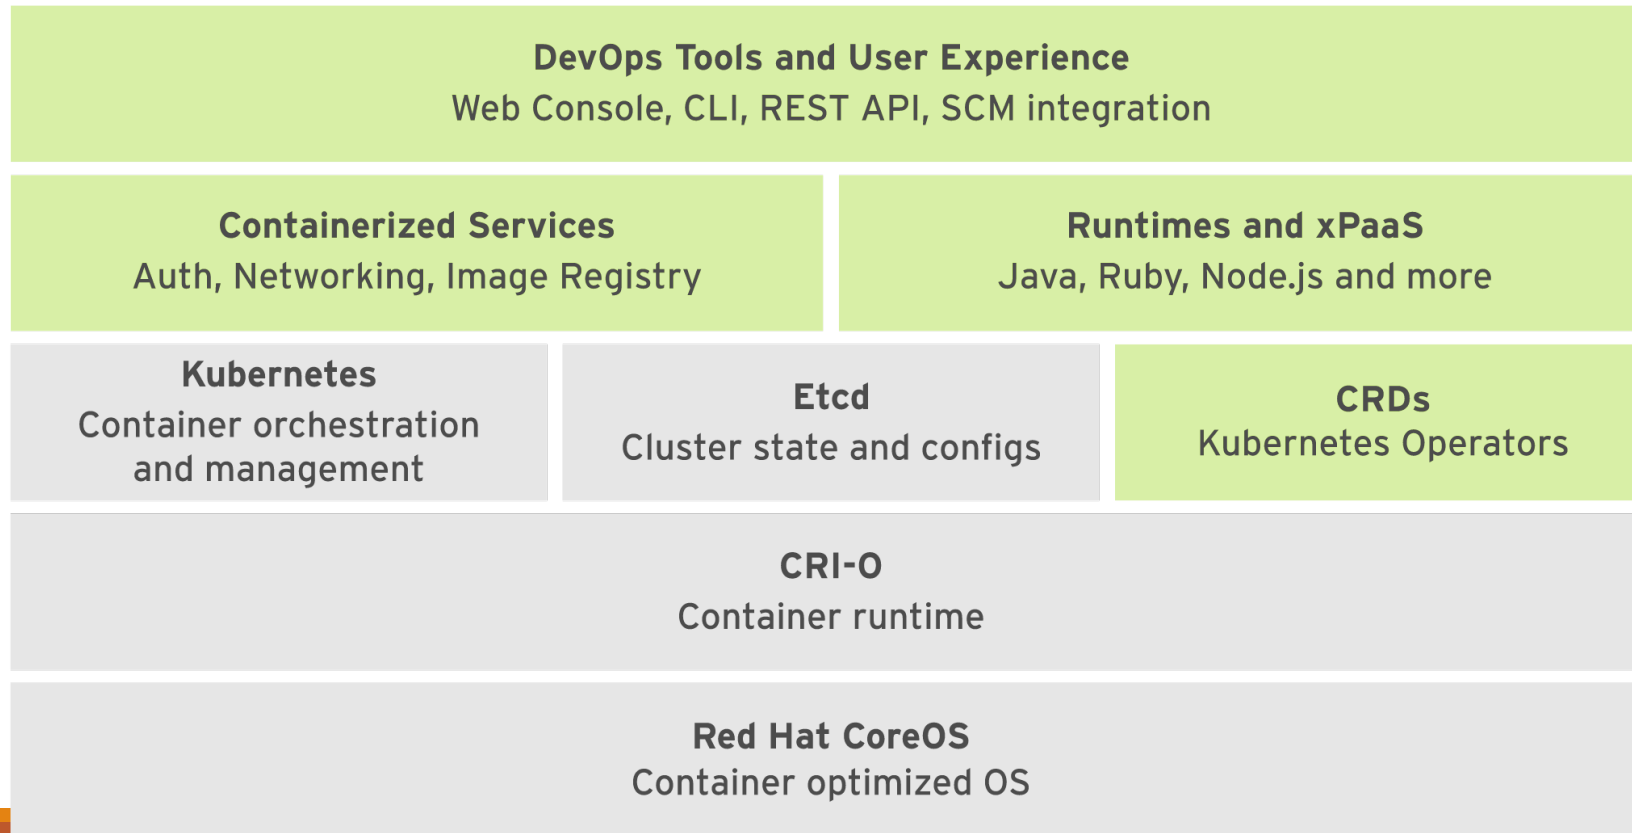 DevOps Tools and User Experience
Web Console, CLI, REST API, SCM integration
Containerized Services
Auth, Networking, Image Registry
Runtimes and xPaaS
Java, Ruby, Node.js and more
Kubernetes
Container orchestration
and management
Etcd
Cluster state and configs
CRDs
Kubernetes Operators
CRI-O
Container runtime
Red Hat CoreOS
Container optimized OS